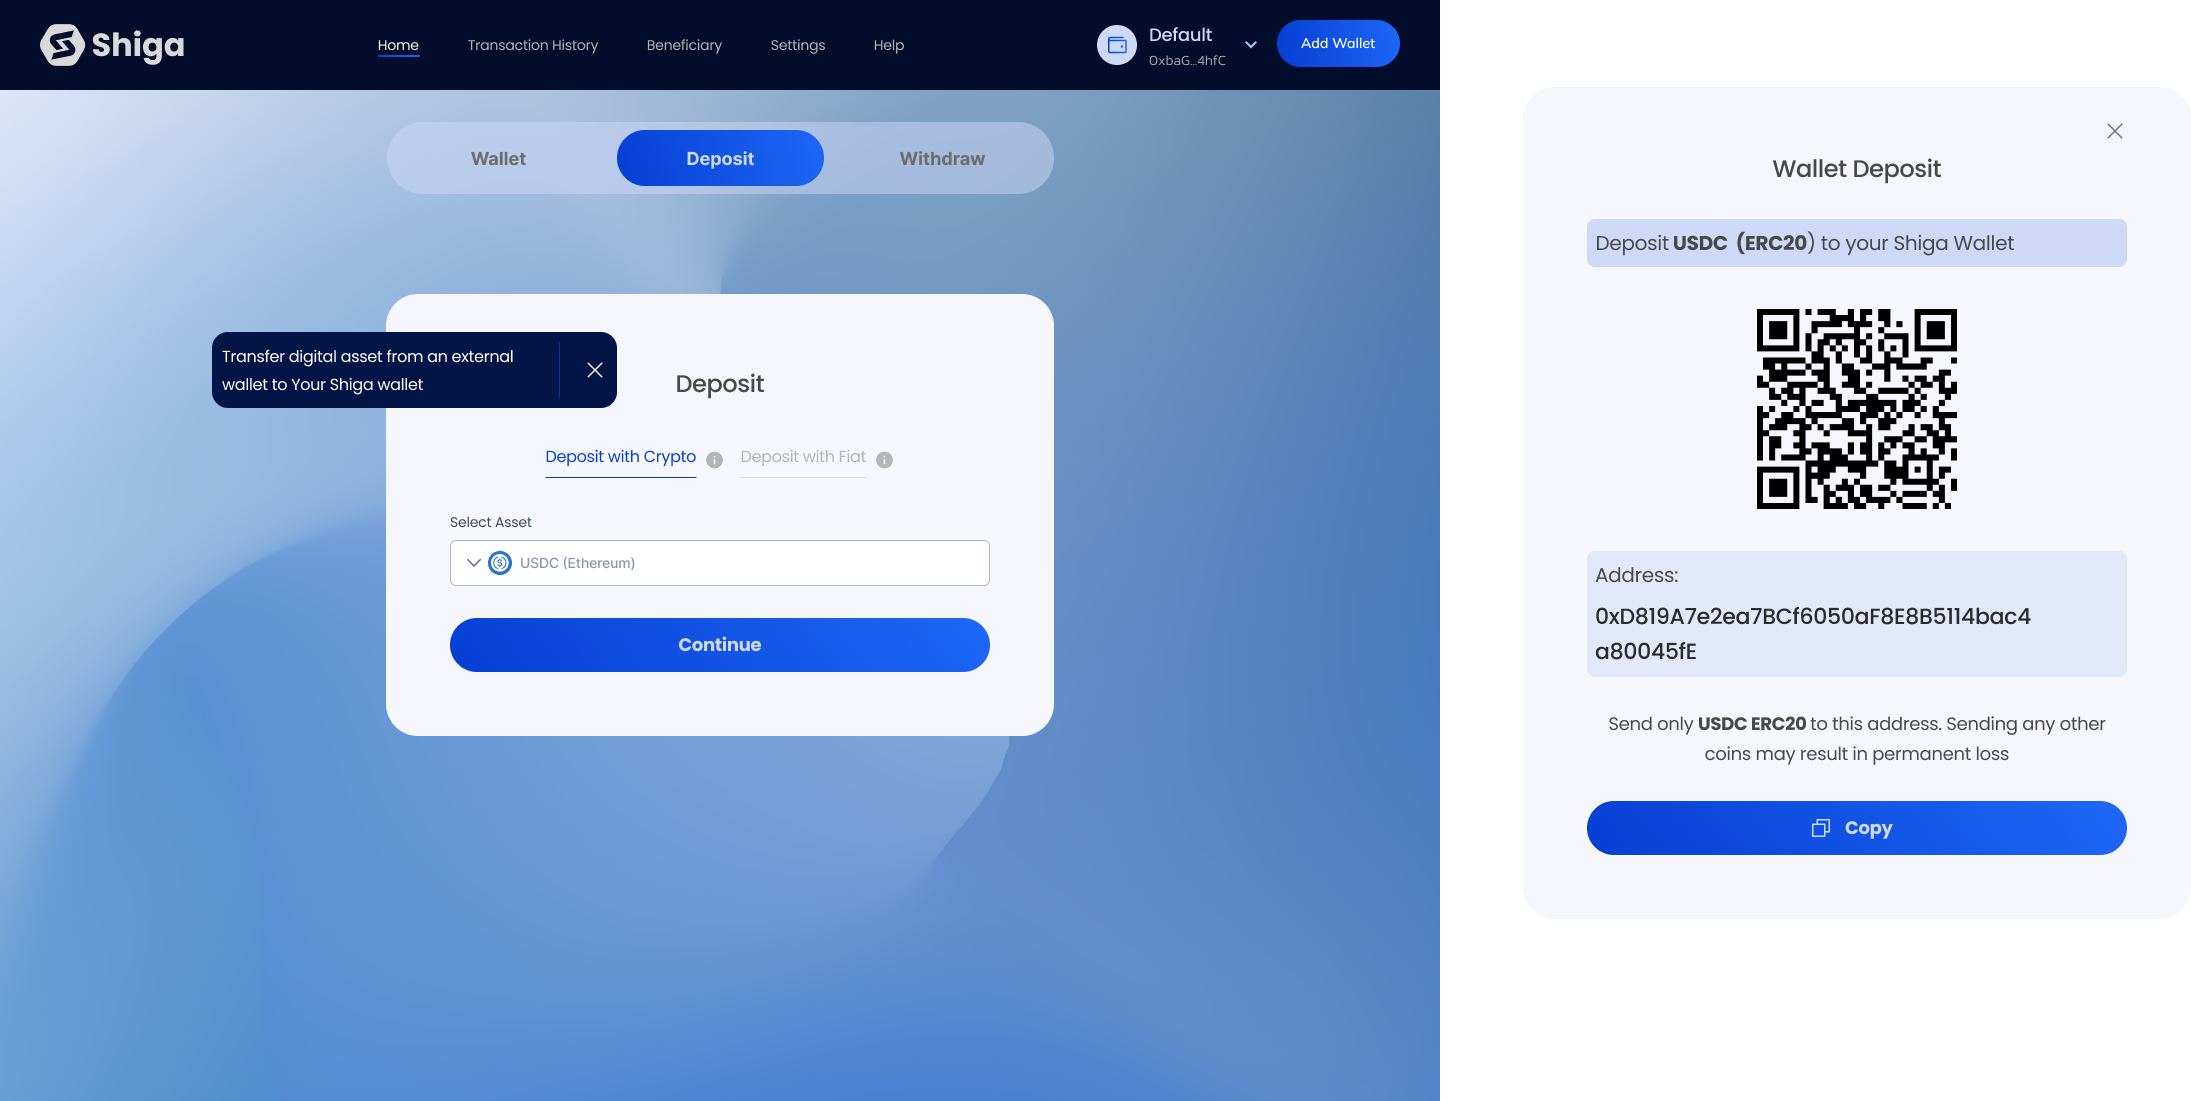 Shiga
Home
Transaction History
Beneficiary
Settings
Help
Default
0xbaG...4hfC
Add Wallet
Wallet
Deposit
Withdraw
Transfer digital asset from an external
wallet to Your Shiga wallet
Deposit
Deposit with Crypto
Deposit with Fiat
Select Asset
USDC (Ethereum)
Continue
Wallet Deposit
Deposit USDC (ERC20) to your Shiga Wallet
Address:
0xD819A7e2ea7BCf6050aF8E8B5114bac4
a80045fE
Send only USDC ERC20 to this address. Sending any other
coins may result in permanent loss
Copy